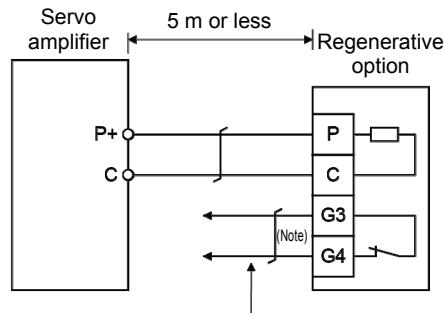 Servo
amplifier
5 m or less
Regenerative
option
P+
P
C
C
G3
(Note)
G4